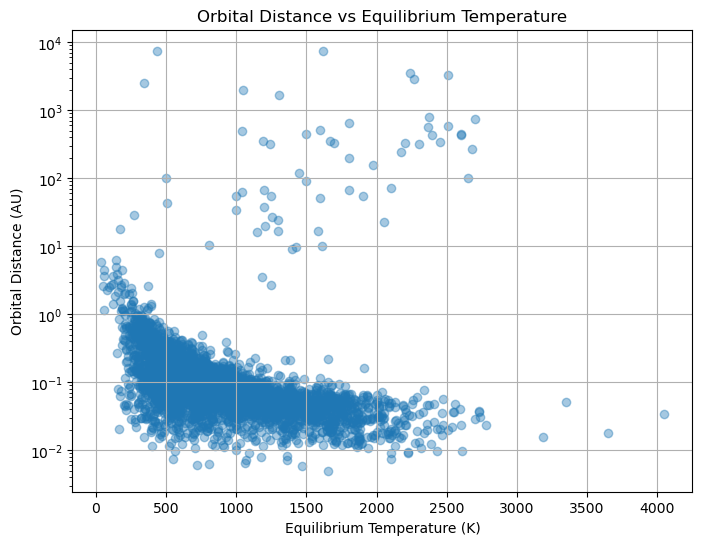 Orbital Distance vs Equilibrium Temperature
Orbital Distance (AU)
10⁴
10³
10²
10¹
10⁰
10⁻¹
10⁻²
0 500 1000 1500 2000 2500 3000 3500 4000
Equilibrium Temperature (K)